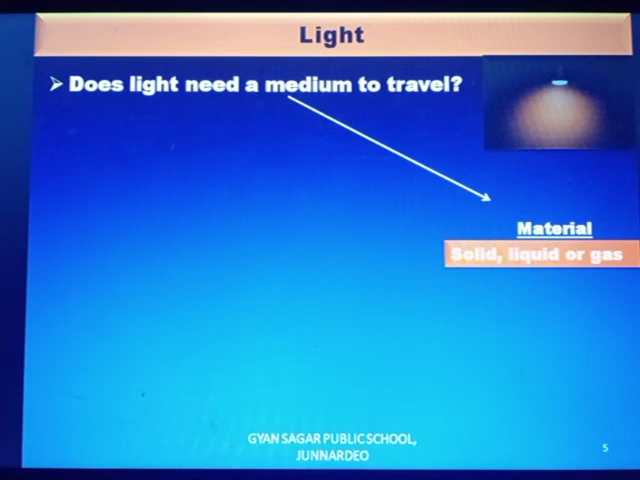 Light
➢ Does light need a medium to travel?
Material
Solid, liquid or gas
GYAN SAGAR PUBLIC SCHOOL,
JUNNARDEO
5